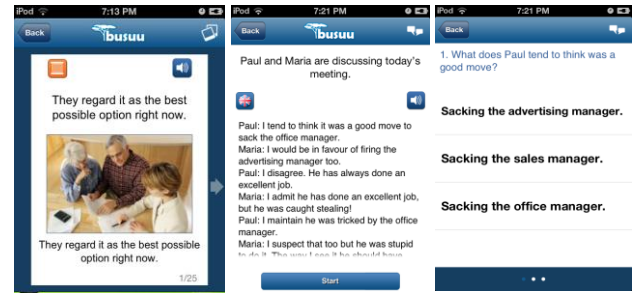 iPod 7:13 PM
Back busuu
They regard it as the best
possible option right now.
They regard it as the best possible
option right now.
1/25
iPod 7:21 PM
Back busuu
Paul and Maria are discussing today's
meeting.
Paul: I tend to think it was a good move to
sack the office manager.
Maria: I would be in favour of firing the
advertising manager too.
Paul: I disagree. He has always done an
excellent job.
Maria: I admit he has done an excellent job,
but he was caught stealing!
Paul: I maintain he was tricked by the office
manager.
Maria: I suspect that too but he was stupid
to do it. The way I see it he should have
Start
iPod 7:21 PM
Back
1. What does Paul tend to think was a
good move?
Sacking the advertising manager.
Sacking the sales manager.
Sacking the office manager.